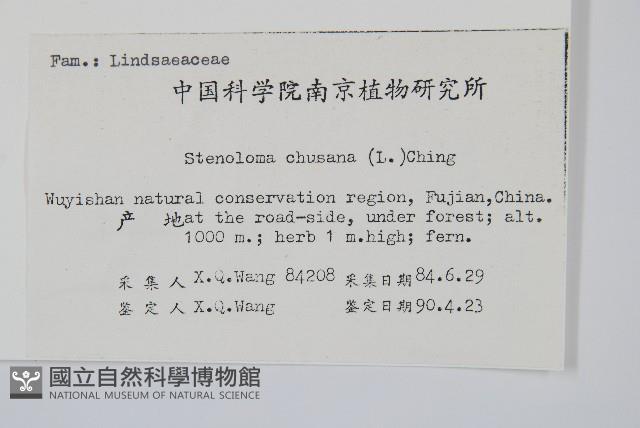 Fam.: Lindsaeaceae
中国科学院南京植物研究所
Stenoloma chusana (L.)Ching
Wuyishan natural conservation region, Fujian,China.
产 地at the road-side, under forest; alt.
1000 m.; herb 1 m.high; fern.
采集人 X.Q.Wang 84208 采集日期 84.6.29
鉴定人 X.Q.Wang 鉴定日期 90.4.23
國立自然科學博物館
NATIONAL MUSEUM OF NATURAL SCIENCE